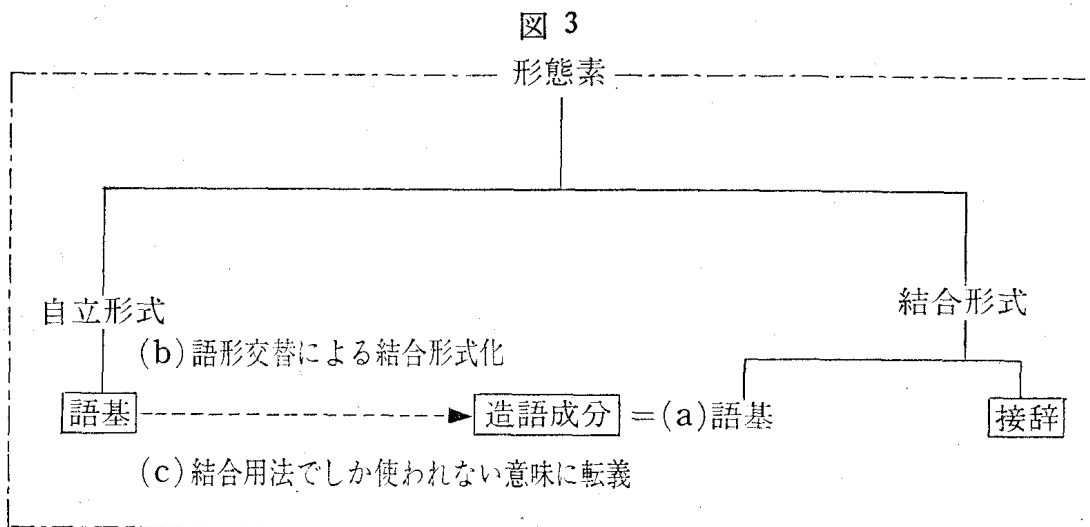 図 3
形態素
自立形式
結合形式
(b)語形交替による結合形式化
語基
造語成分 =(a)語基
接辞
(c)結合用法でしか使われない意味に転義